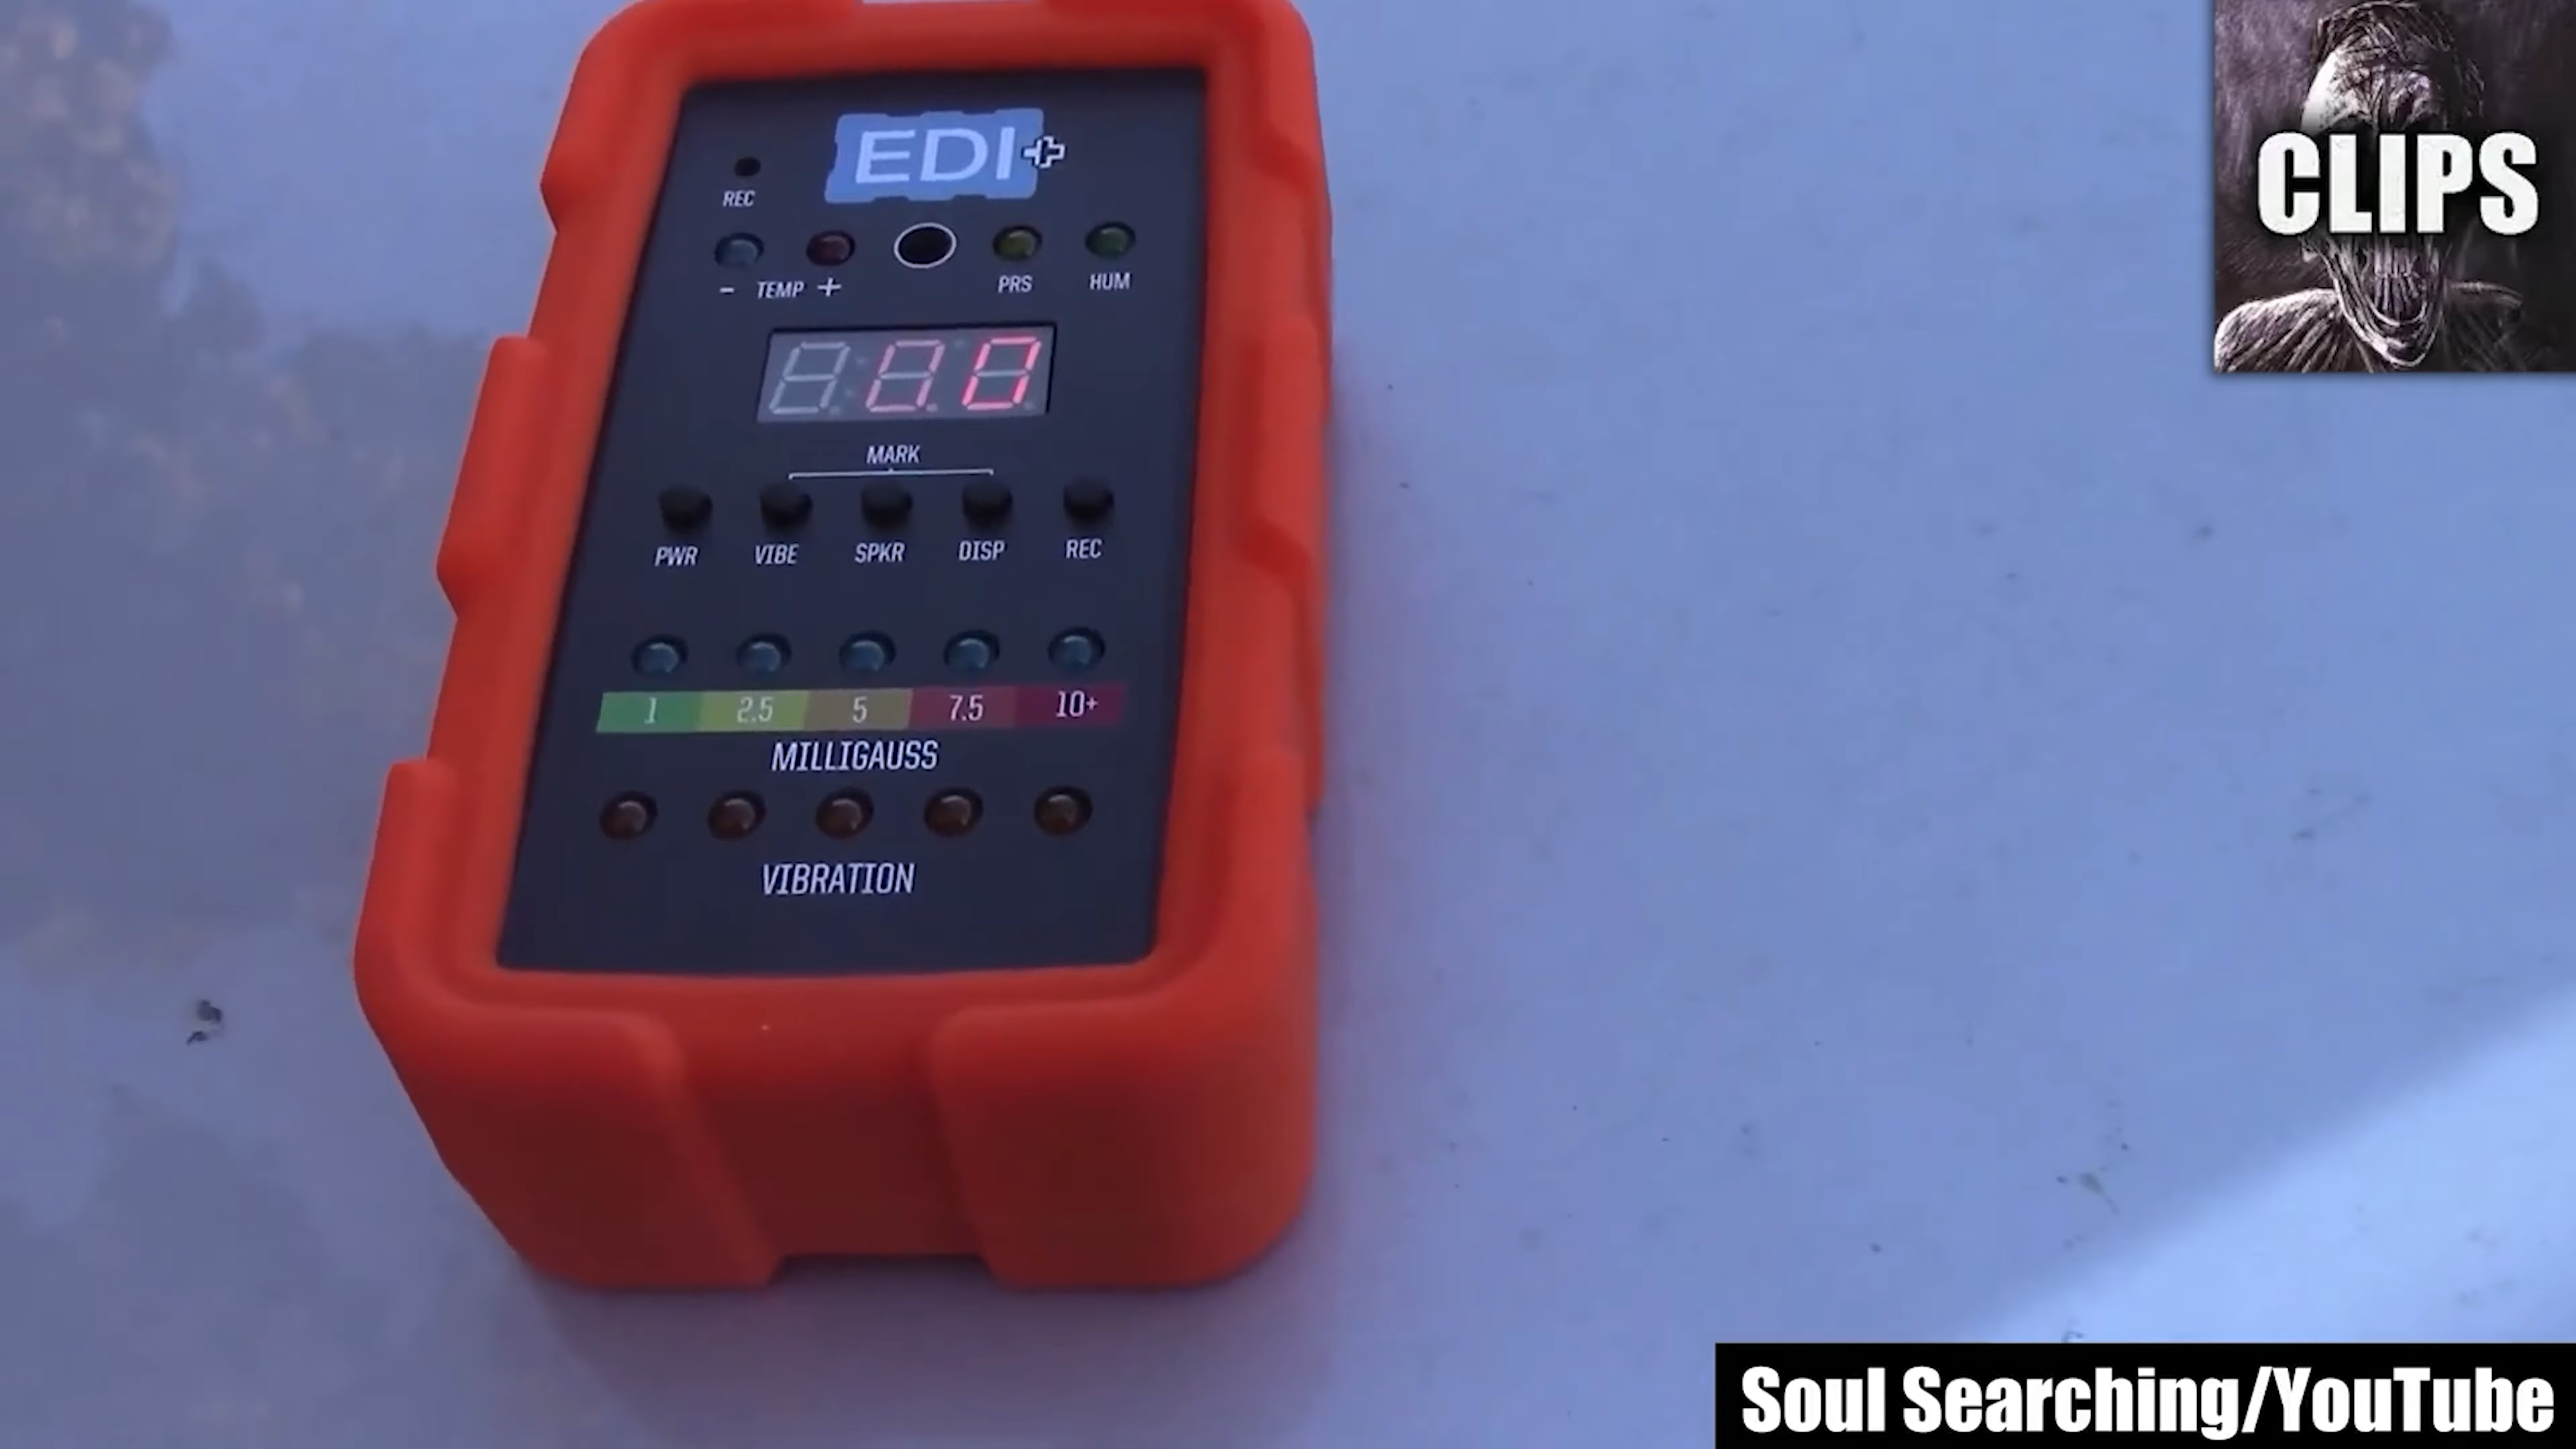 CLIPS
EDI+
REC
- TEMP +
PRS
HUM
MARK
PWR
VIBE
SPKR
DISP
REC
1
2.5
5
7.5
10+
MILLIGAUSS
VIBRATION
Soul Searching/YouTube